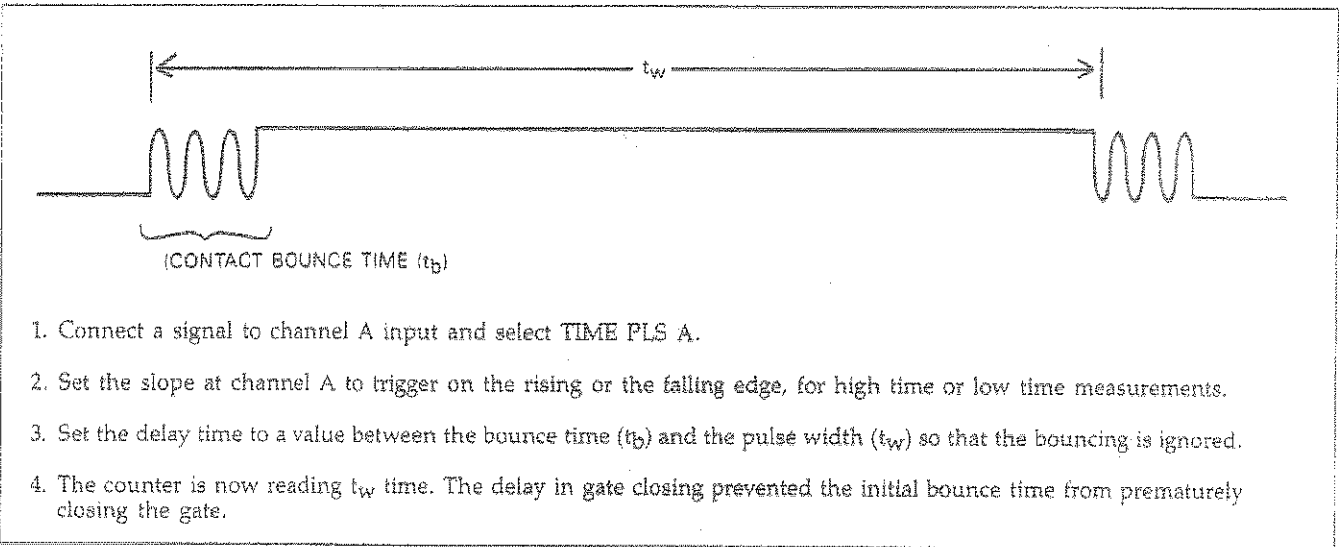 tw
(CONTACT BOUNCE TIME (tb)
1. Connect a signal to channel A input and select TIME PLS A.
2. Set the slope at channel A to trigger on the rising or the falling edge, for high time or low time measurements.
3. Set the delay time to a value between the bounce time (tb) and the pulse width (tw) so that the bouncing is ignored.
4. The counter is now reading tw time. The delay in gate closing prevented the initial bounce time from prematurely
closing the gate.